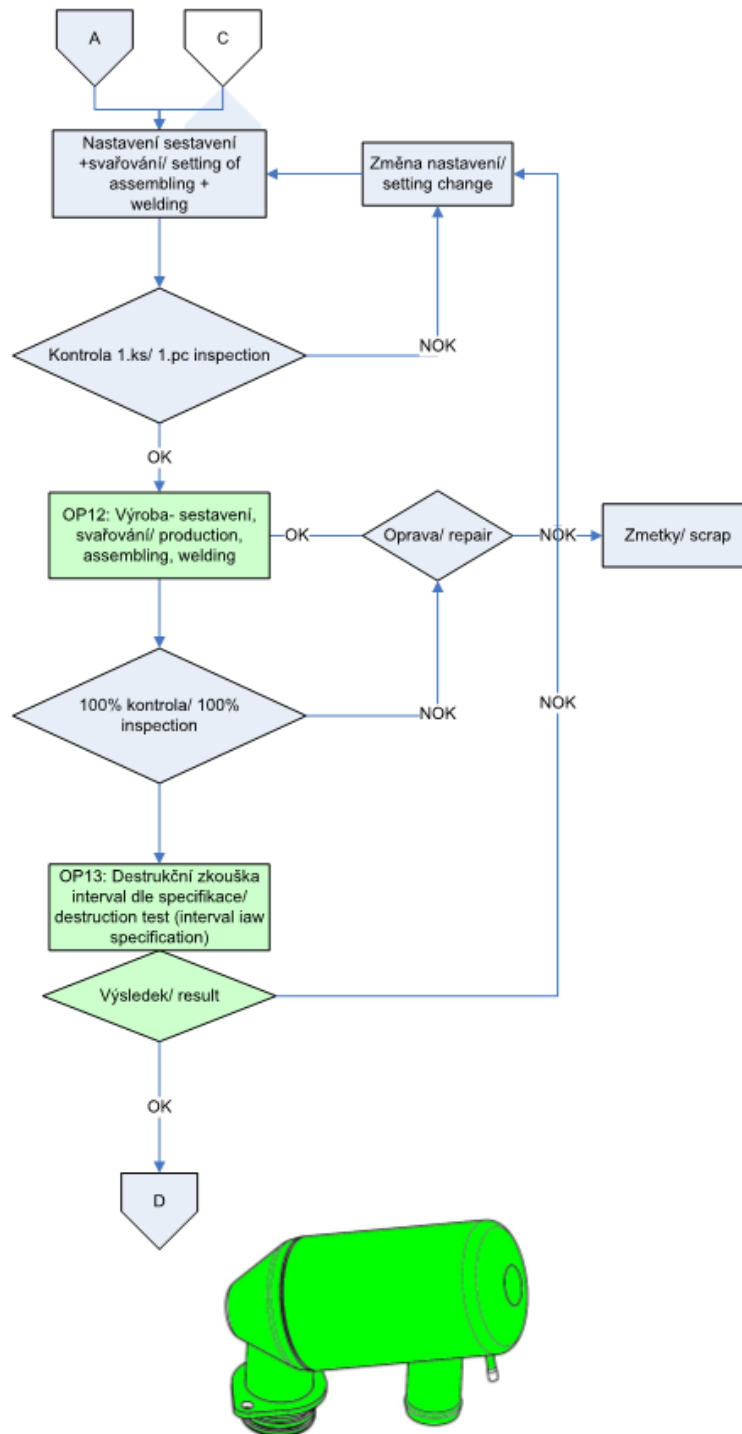 A
C
Nastavení sestavení
+svařování/ setting of
assembling +
welding
Změna nastavení/
setting change
Kontrola 1.ks/ 1.pc inspection
NOK
OK
OP12: Výroba- sestavení,
svařování/ production,
assembling, welding
OK
Oprava/ repair
NOK
Zmetky/ scrap
100% kontrola/ 100%
inspection
NOK
NOK
OP13: Destrukční zkouška
interval dle specifikace/
destruction test (interval iaw
specification)
Výsledek/ result
OK
D